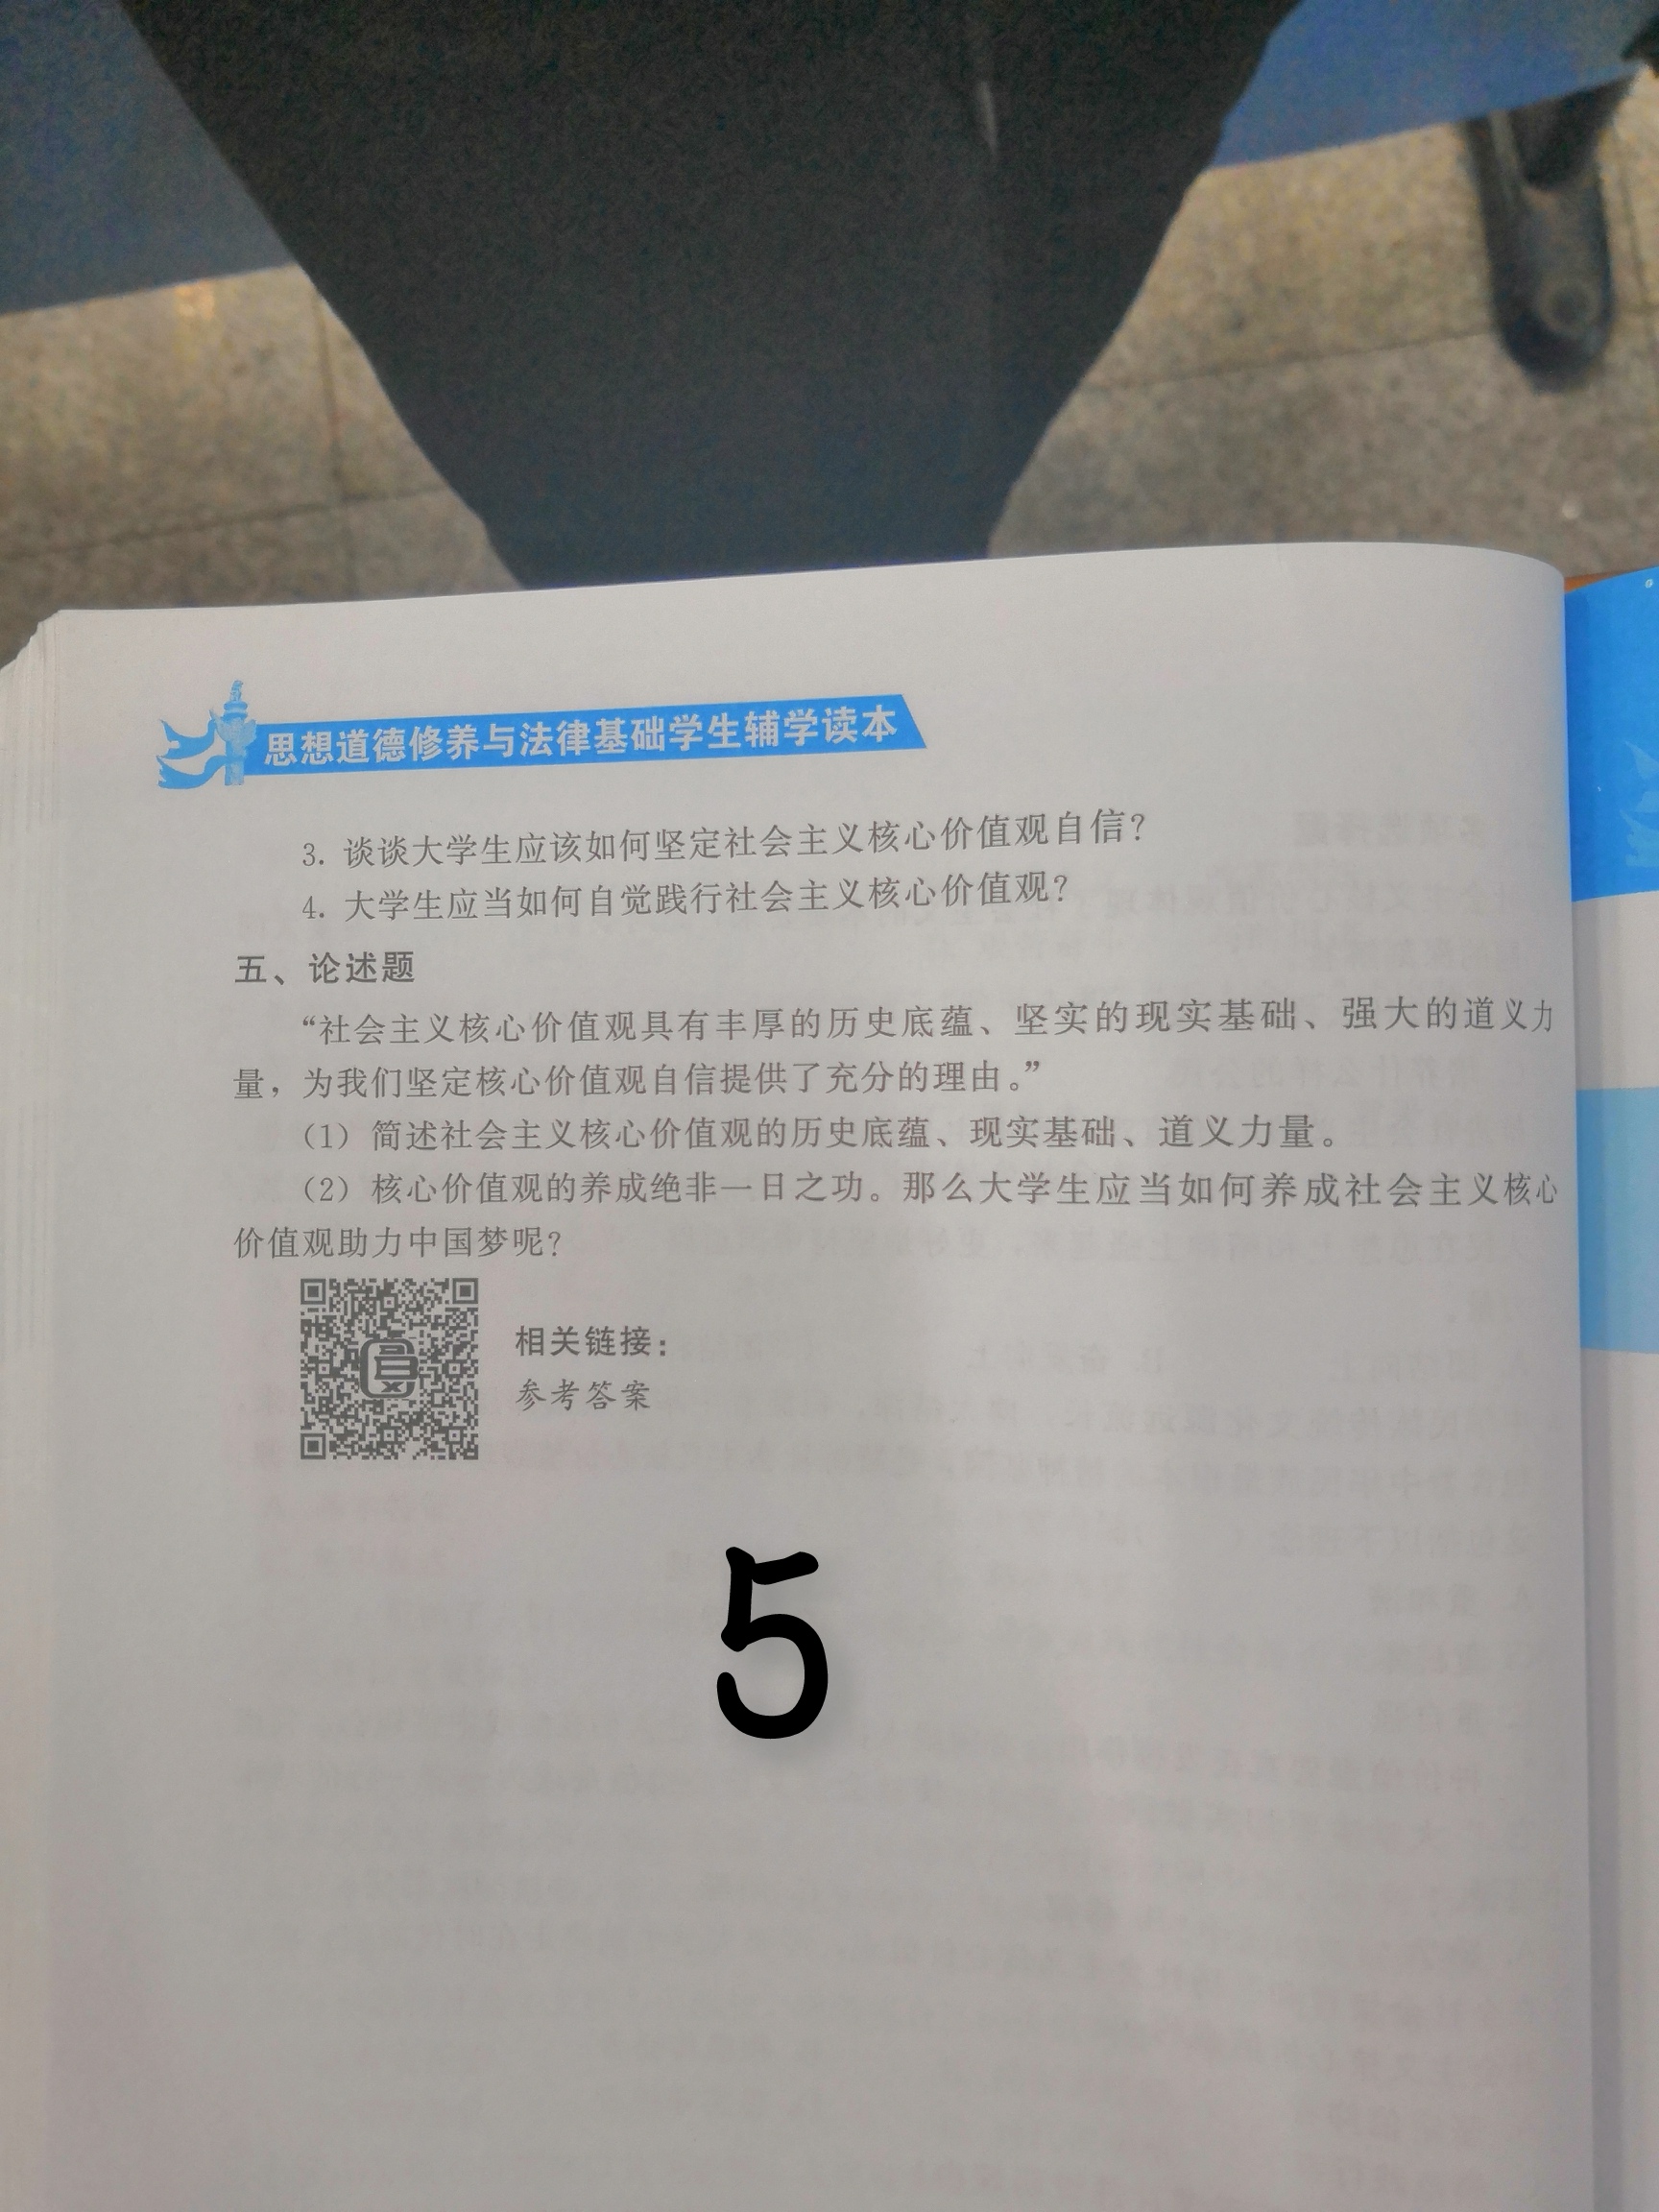 思想道德修养与法律基础学生辅学读本
3. 谈谈大学生应该如何坚定社会主义核心价值观自信?
4. 大学生应当如何自觉践行社会主义核心价值观?
五、论述题
“社会主义核心价值观具有丰厚的历史底蕴、坚实的现实基础、强大的道义力
量，为我们坚定核心价值观自信提供了充分的理由。”
(1) 简述社会主义核心价值观的历史底蕴、现实基础、道义力量。
(2) 核心价值观的养成绝非一日之功。那么大学生应当如何养成社会主义核心
价值观助力中国梦呢?
相关链接：
参考答案
5